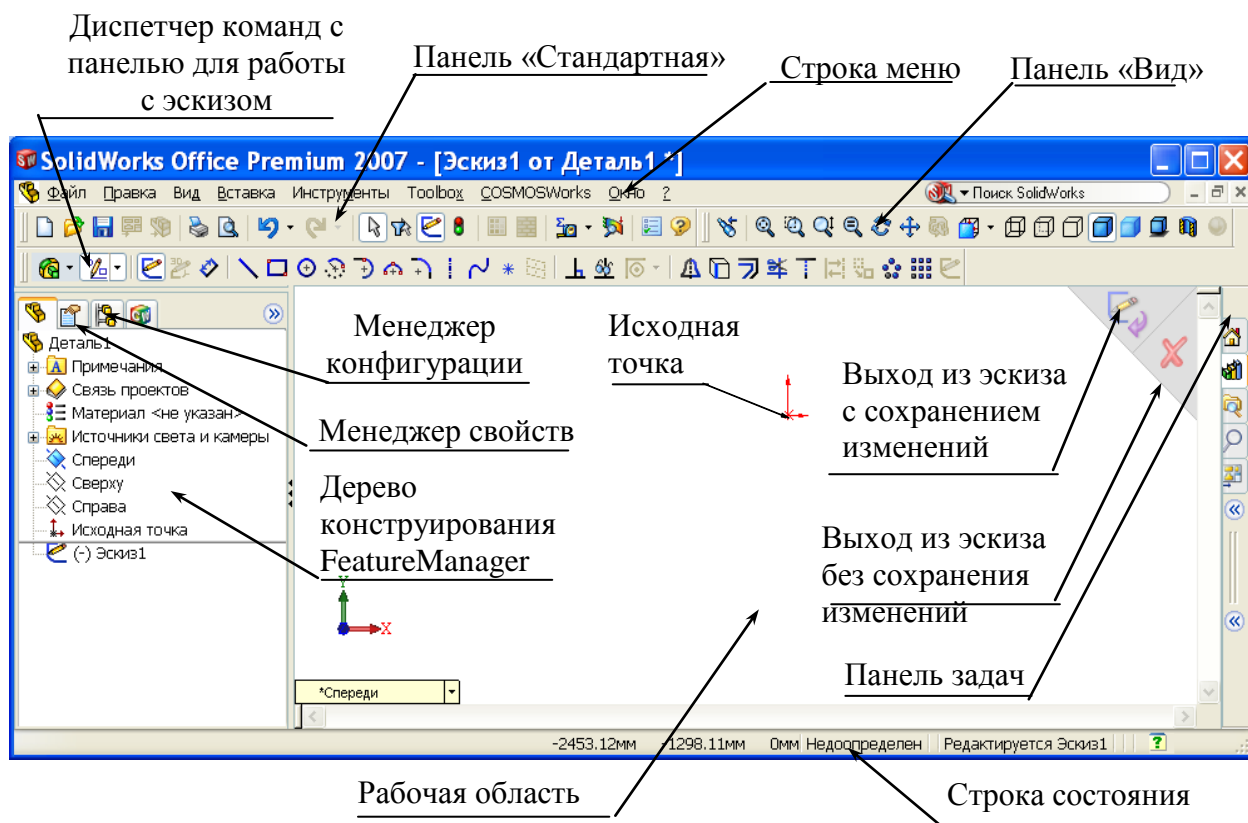 Диспетчер команд с
панелью для работы
с эскизом
Панель «Стандартная»
Строка меню
Панель «Вид»
SolidWorks Office Premium 2007 - [Эскиз1 от Деталь1 *]
Файл Правка Вид Вставка Инструменты Toolbox COSMOSWorks Окно ?
Поиск SolidWorks
Деталь1
Примечания
Связь проектов
Материал <не указан>
Источники света и камеры
Спереди
Сверху
Справа
Исходная точка
(-) Эскиз1
Менеджер
конфигурации
Исходная
точка
Выход из эскиза
с сохранением
изменений
Менеджер свойств
Дерево
конструирования
FeatureManager
Выход из эскиза
без сохранения
изменений
Y
X
Панель задач
*Спереди
-2453.12мм -1298.11мм 0мм Недоопределен Редактируется Эскиз1 ?
Рабочая область
Строка состояния